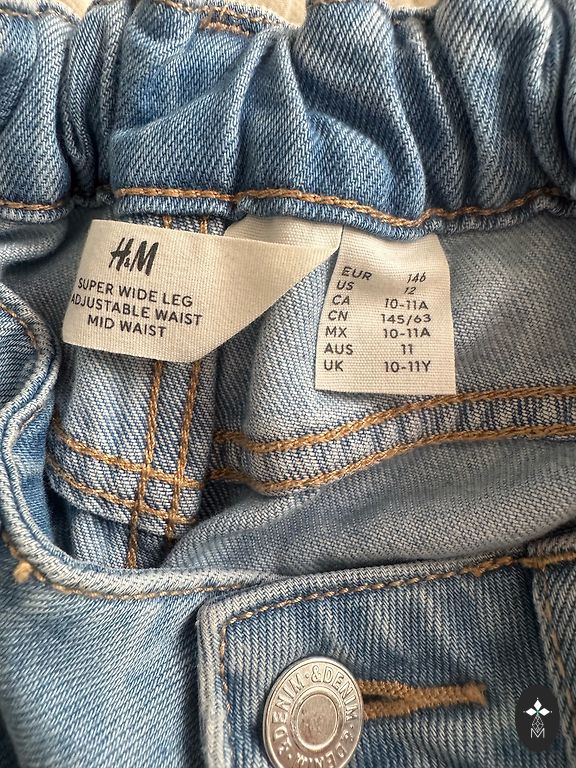 H&M
SUPER WIDE LEG
ADJUSTABLE WAIST
MID WAIST
EUR 146
US 12
CA 10-11A
CN 145/63
MX 10-11A
AUS 11
UK 10-11Y
&DENIM·&DENIM·
M